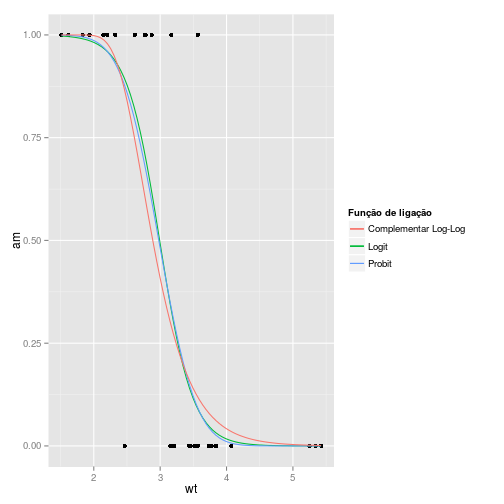 1.00
0.75
0.50
0.25
0.00
am
2
3
4
5
wt
Função de ligação
Complementar Log-Log
Logit
Probit